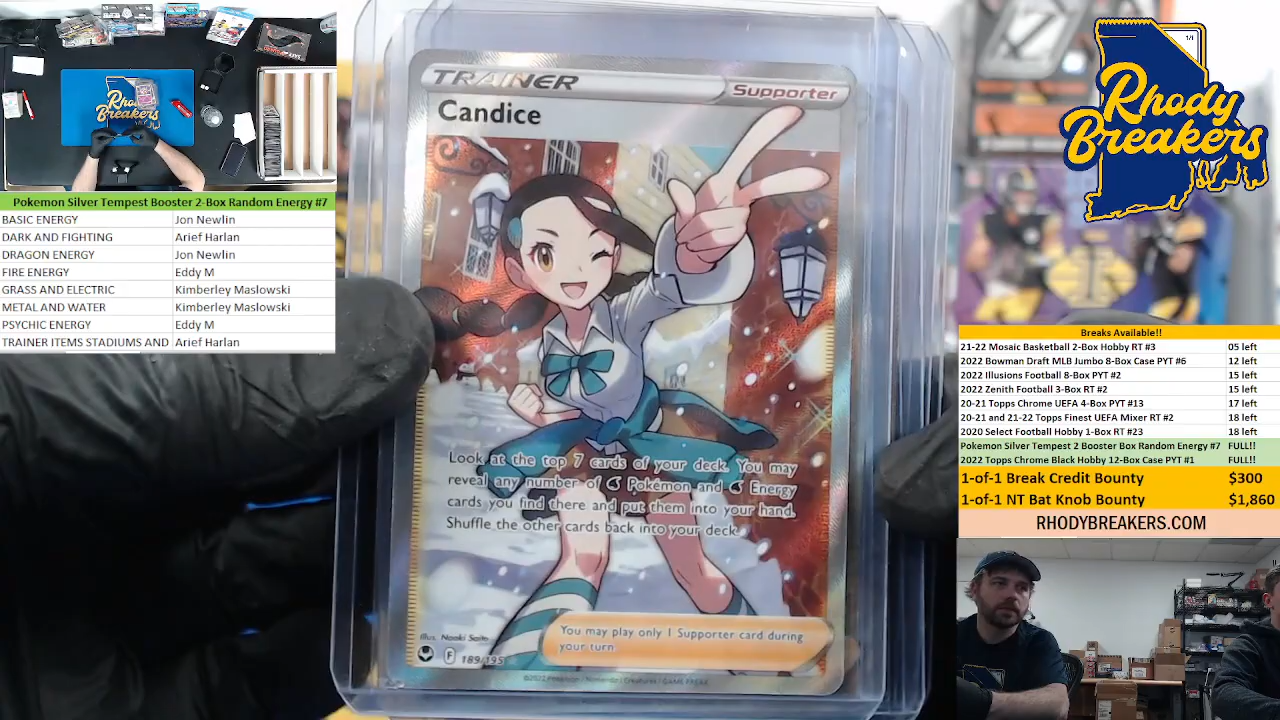 Rhody
Breakers
Pokemon Silver Tempest Booster 2-Box Random Energy #7
BASIC ENERGY Jon Newlin
DARK AND FIGHTING Arief Harlan
DRAGON ENERGY Jon Newlin
FIRE ENERGY Eddy M
GRASS AND ELECTRIC Kimberley Maslowski
METAL AND WATER Kimberley Maslowski
PSYCHIC ENERGY Eddy M
TRAINER ITEMS STADIUMS AND Arief Harlan
TRAINER
Supporter
Candice
Look at the top 7 cards of your deck. You may
reveal any number of Pokémon and Energy
cards you find there and put them into your hand.
Shuffle the other cards back into your deck.
You may play only 1 Supporter card during
your turn.
Illus. Naoki Saito
F 189/195
©2022 Pokémon / Nintendo / Creatures / GAME FREAK
1/1
Rhody
Breakers
Breaks Available!!
21-22 Mosaic Basketball 2-Box Hobby RT #3 05 left
2022 Bowman Draft MLB Jumbo 8-Box Case PYT #6 12 left
2022 Illusions Football 8-Box PYT #2 15 left
2022 Zenith Football 3-Box RT #2 15 left
20-21 Topps Chrome UEFA 4-Box PYT #13 17 left
20-21 and 21-22 Topps Finest UEFA Mixer RT #2 18 left
2020 Select Football Hobby 1-Box RT #23 18 left
Pokemon Silver Tempest 2 Booster Box Random Energy #7 FULL!!
2022 Topps Chrome Black Hobby 12-Box Case PYT #1 FULL!!
1-of-1 Break Credit Bounty $300
1-of-1 NT Bat Knob Bounty $1,860
RHODYBREAKERS.COM